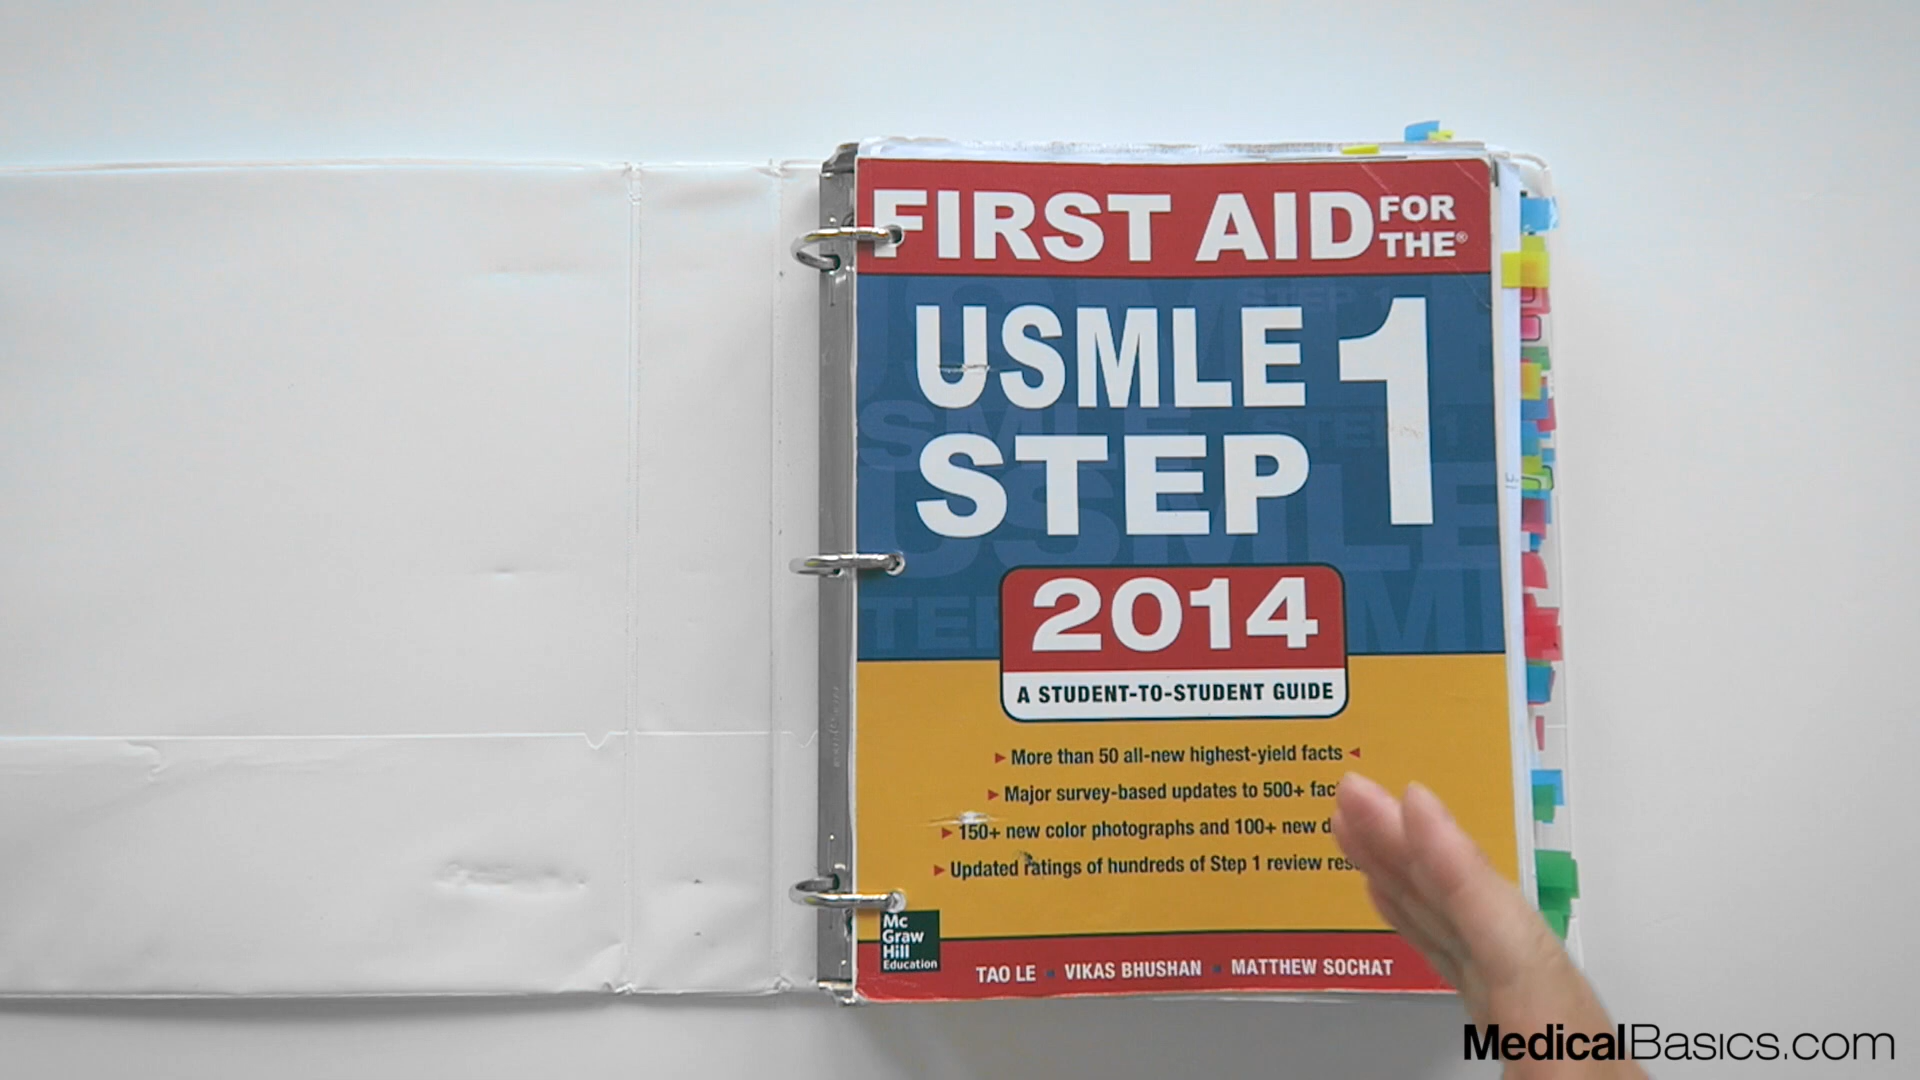 FIRST AID FOR THE®
USMLE
STEP 1
2014
A STUDENT-TO-STUDENT GUIDE
▶ More than 50 all-new highest-yield facts ◀
▶ Major survey-based updates to 500+
▶ 150+ new color photographs and 100+ new
▶ Updated ratings of hundreds of Step 1 review
Mc
Graw
Hill
Education
TAO LE ▪ VIKAS BHUSHAN ▪ MATTHEW SOCHAT
MedicalBasics.com